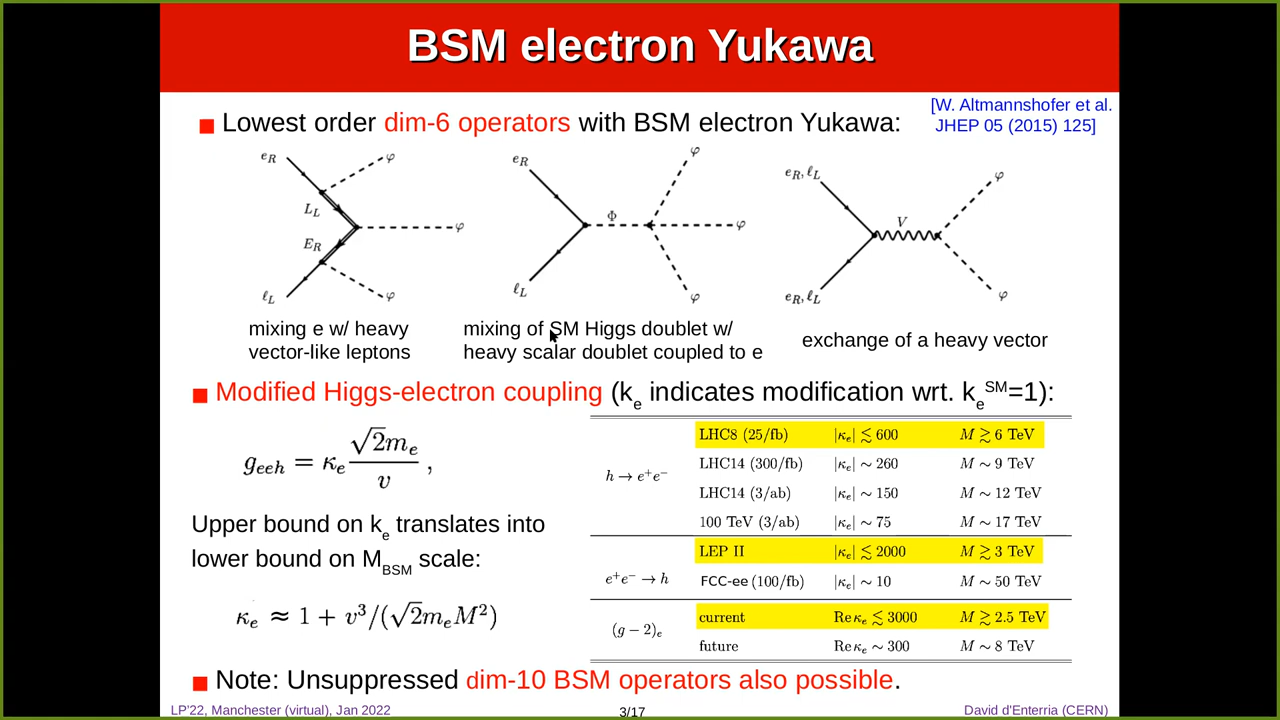 BSM electron Yukawa
[W. Altmannshofer et al.
JHEP 05 (2015) 125]
■ Lowest order dim-6 operators with BSM electron Yukawa:
e_R φ
L_L
φ
E_R
ℓ_L φ
e_R φ
Φ
φ
ℓ_L φ
e_R, ℓ_L φ
V
e_R, ℓ_L φ
mixing e w/ heavy
vector-like leptons
mixing of SM Higgs doublet w/
heavy scalar doublet coupled to e
exchange of a heavy vector
■ Modified Higgs-electron coupling (k_e indicates modification wrt. k_e^SM=1):
g_eeh = κ_e √2m_e / v ,
Upper bound on k_e translates into
lower bound on M_BSM scale:
κ_e ≈ 1 + v³/(√2m_eM²)
h → e⁺e⁻
LHC8 (25/fb) |κ_e| ≲ 600 M ≳ 6 TeV
LHC14 (300/fb) |κ_e| ∼ 260 M ∼ 9 TeV
LHC14 (3/ab) |κ_e| ∼ 150 M ∼ 12 TeV
100 TeV (3/ab) |κ_e| ∼ 75 M ∼ 17 TeV
e⁺e⁻ → h
LEP II |κ_e| ≲ 2000 M ≳ 3 TeV
FCC-ee (100/fb) |κ_e| ∼ 10 M ∼ 50 TeV
(g − 2)_e
current Re κ_e ≲ 3000 M ≳ 2.5 TeV
future Re κ_e ∼ 300 M ∼ 8 TeV
■ Note: Unsuppressed dim-10 BSM operators also possible.
LP'22, Manchester (virtual), Jan 2022
3/17
David d'Enterria (CERN)